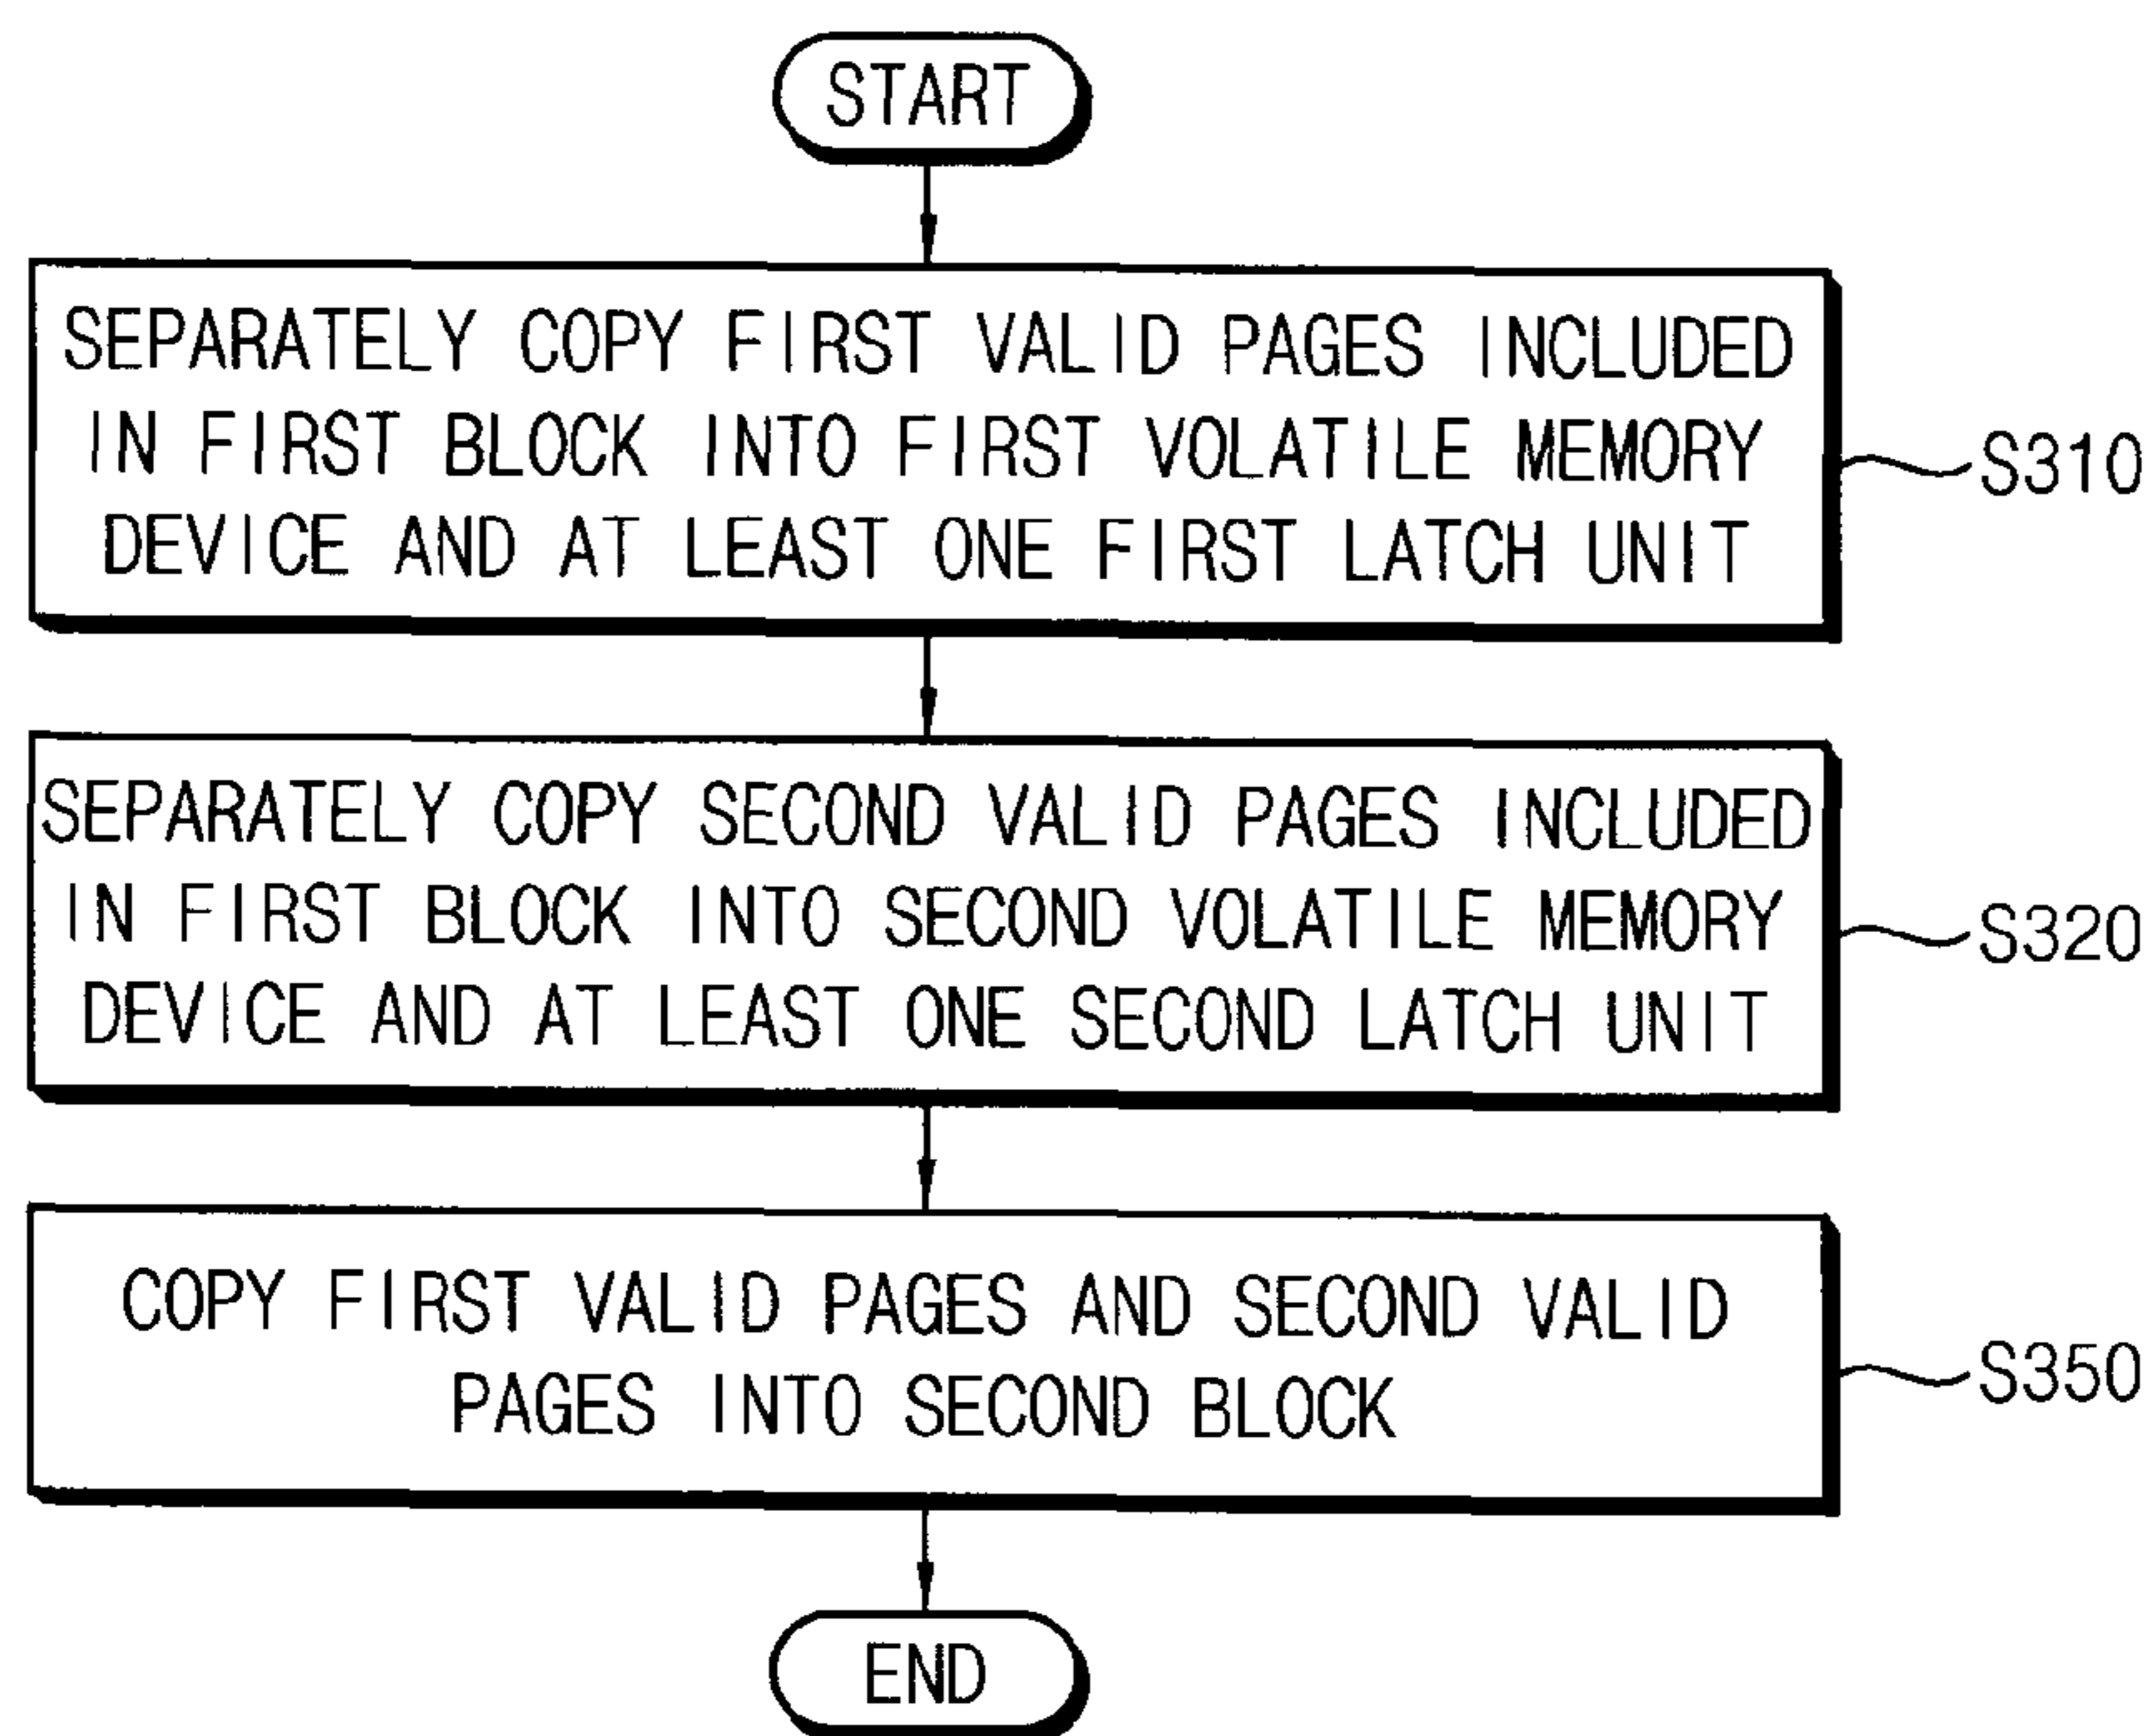 START
SEPARATELY COPY FIRST VALID PAGES INCLUDED
IN FIRST BLOCK INTO FIRST VOLATILE MEMORY
DEVICE AND AT LEAST ONE FIRST LATCH UNIT
S310
SEPARATELY COPY SECOND VALID PAGES INCLUDED
IN FIRST BLOCK INTO SECOND VOLATILE MEMORY
DEVICE AND AT LEAST ONE SECOND LATCH UNIT
S320
COPY FIRST VALID PAGES AND SECOND VALID
PAGES INTO SECOND BLOCK
S350
END